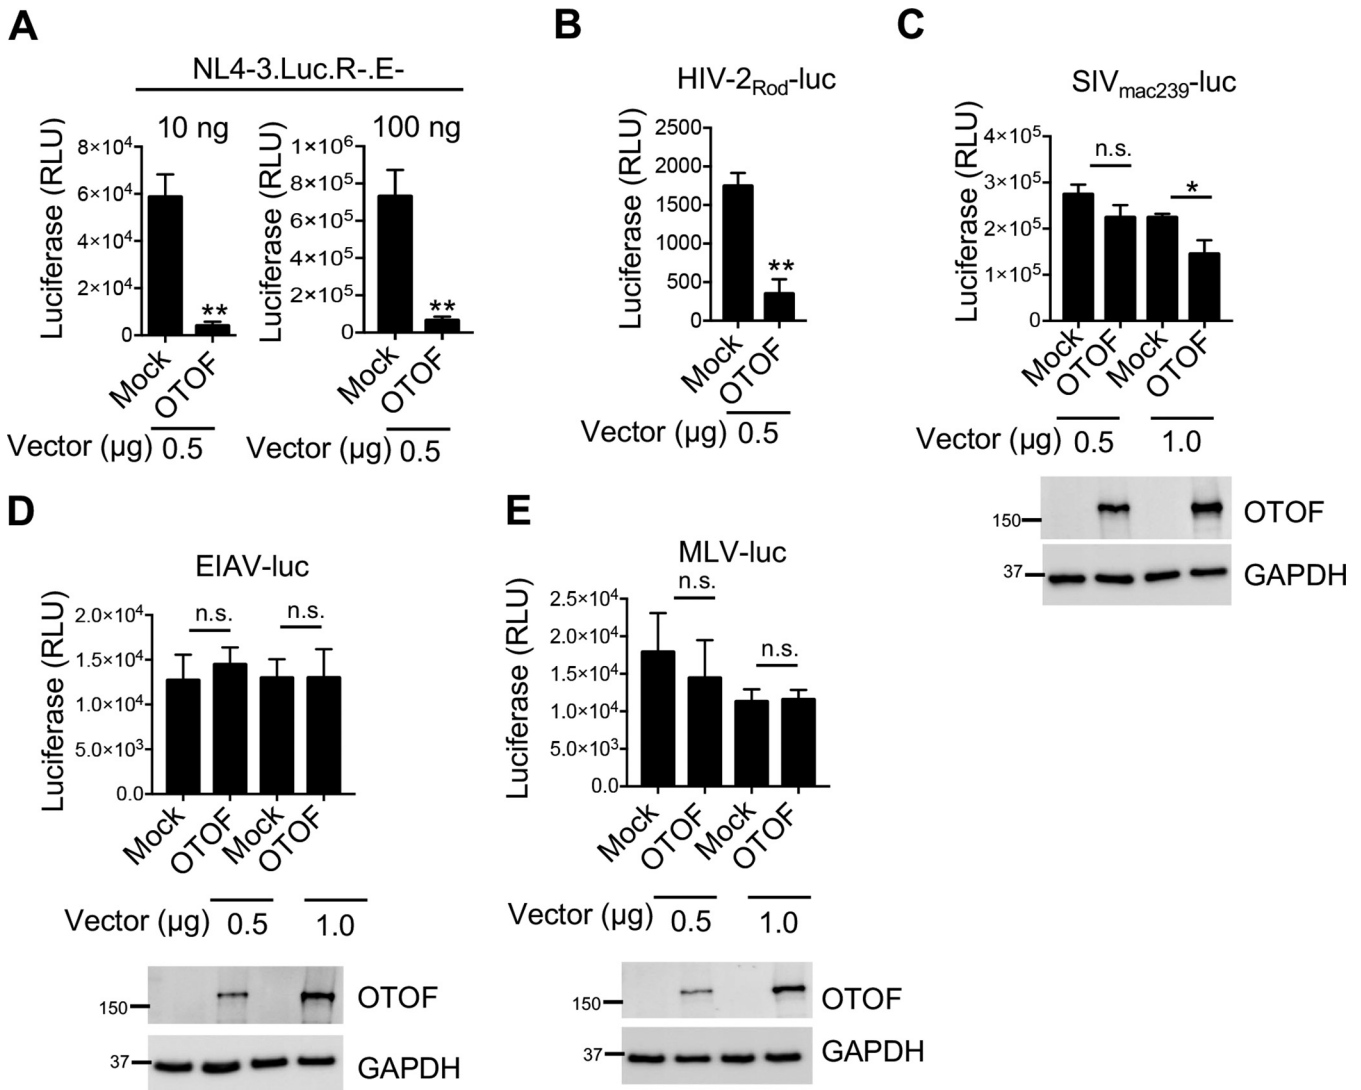 A
NL4-3.Luc.R-.E-
10 ng
Luciferase (RLU)
8×10⁴
6×10⁴
4×10⁴
2×10⁴
0
**
Mock
OTOF
Vector (µg) 0.5
100 ng
Luciferase (RLU)
1×10⁶
8×10⁵
6×10⁵
4×10⁵
2×10⁵
0
**
Mock
OTOF
Vector (µg) 0.5
B
HIV-2Rod-luc
Luciferase (RLU)
2500
2000
1500
1000
500
0
**
Mock
OTOF
Vector (µg) 0.5
C
SIVmac239-luc
Luciferase (RLU)
4×10⁵
3×10⁵
2×10⁵
1×10⁵
0
n.s.
*
Mock
OTOF
Mock
OTOF
Vector (µg) 0.5 1.0
150
OTOF
37
GAPDH
D
EIAV-luc
Luciferase (RLU)
2.0×10⁴
1.5×10⁴
1.0×10⁴
5.0×10³
0.0
n.s.
n.s.
Mock
OTOF
Mock
OTOF
Vector (µg) 0.5 1.0
150
OTOF
37
GAPDH
E
MLV-luc
Luciferase (RLU)
2.5×10⁴
2.0×10⁴
1.5×10⁴
1.0×10⁴
5.0×10³
0.0
n.s.
n.s.
Mock
OTOF
Mock
OTOF
Vector (µg) 0.5 1.0
150
OTOF
37
GAPDH